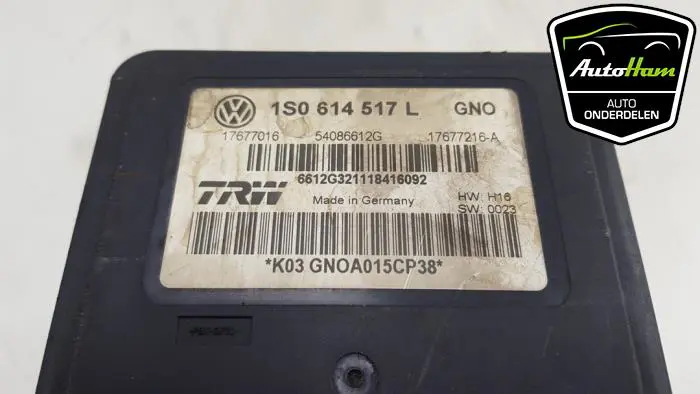 1S0 614 517 L GNO
17677016 54086612G 17677216-A
6612G321118416092
TRW Made in Germany HW: H16
SW: 0023
*K03 GNOA015CP38*
AutoHam
AUTO
ONDERDELEN